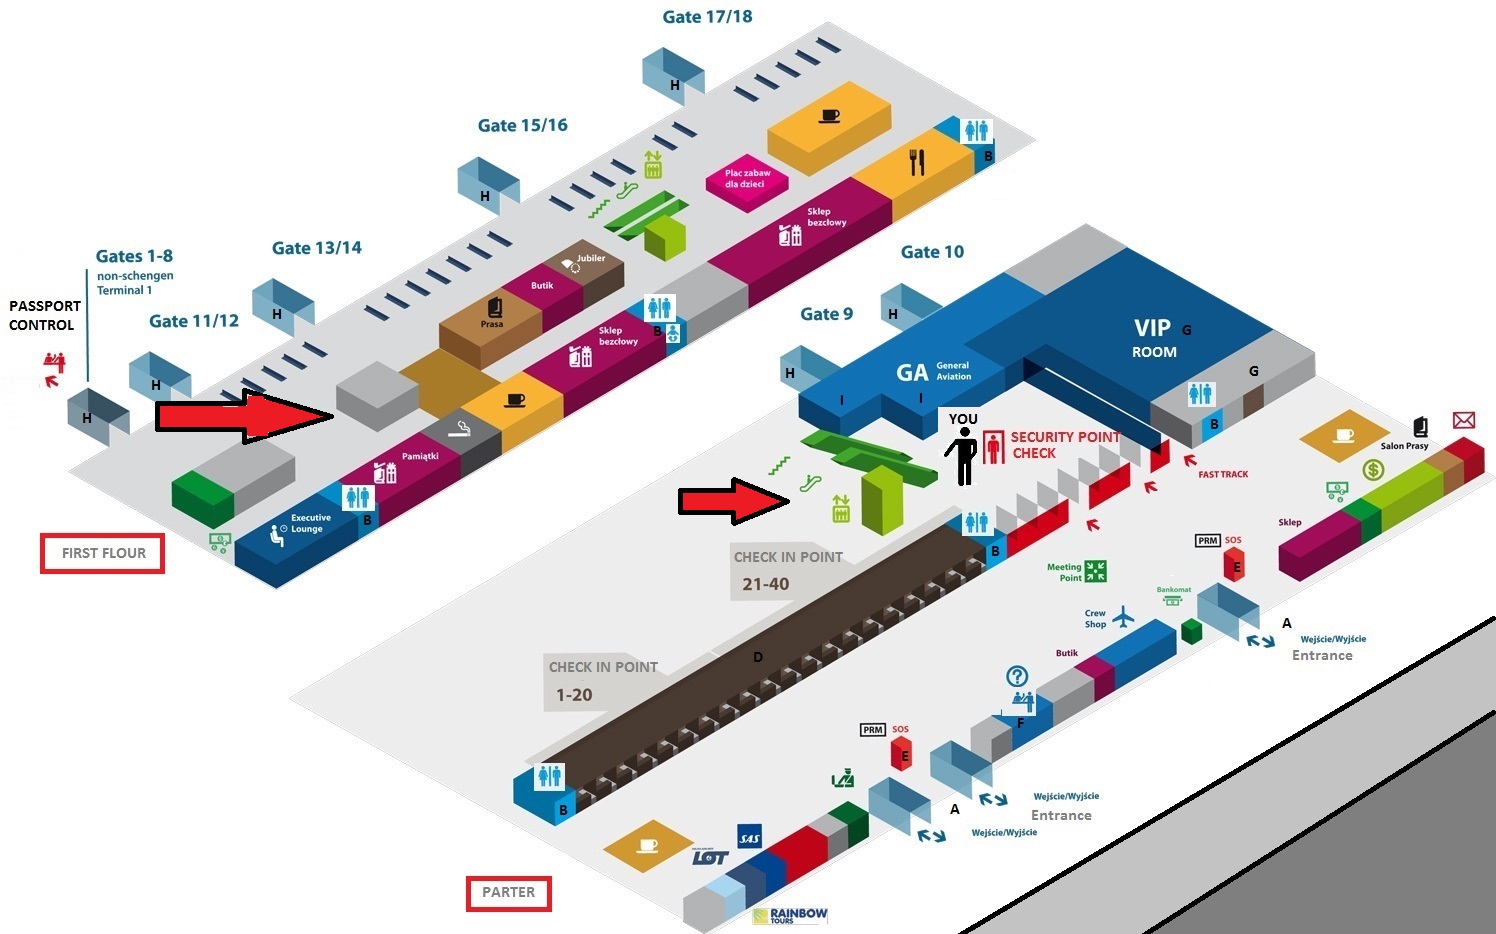 Gate 17/18
H
Gate 15/16
H
Plac zabaw
dla dzieci
B
Sklep
bezcłowy
Gates 1-8
non-schengen
Terminal 1
Gate 13/14
H
Jubiler
Butik
Prasa
PASSPORT
CONTROL
Gate 11/12
H
H
Sklep
bezcłowy
B
Pamiątki
Executive
Lounge
B
FIRST FLOUR
Gate 10
H
Gate 9
H
VIP
ROOM
G
G
GA
General
Aviation
I
I
B
YOU
SECURITY POINT
CHECK
FAST TRACK
Salon Prasy
Sklep
B
CHECK IN POINT
21-40
Meeting
Point
PRM
SOS
E
Bankomat
A
Wejście/Wyjście
Entrance
Crew
Shop
Butik
F
CHECK IN POINT
1-20
D
PRM
SOS
E
B
A
Wejście/Wyjście
Entrance
Wejście/Wyjście
SAS
LOT
PARTER
RAINBOW
TOURS